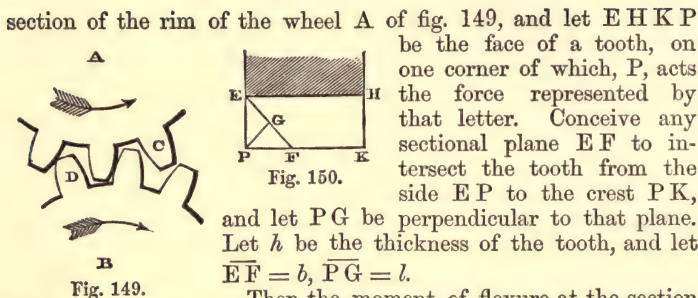 section of the rim of the wheel A of fig. 149, and let E H K P
be the face of a tooth, on
one corner of which, P, acts
the force represented by
that letter. Conceive any
sectional plane E F to in-
tersect the tooth from the
side E P to the crest P K,
and let P G be perpendicular to that plane.
Let h be the thickness of the tooth, and let
E F = b, P G = l.
Then the moment of flexure at the section
A
C
D
B
Fig. 149.
E
H
G
P
F
K
Fig. 150.